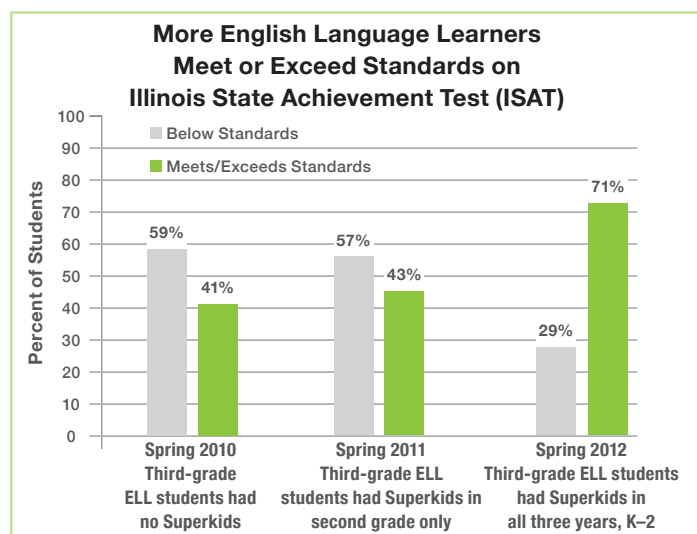 More English Language Learners
Meet or Exceed Standards on
Illinois State Achievement Test (ISAT)
100
90
80
70
60
50
40
30
20
10
0
Percent of Students
Below Standards
Meets/Exceeds Standards
59%
41%
57%
43%
29%
71%
Spring 2010
Third-grade
ELL students had
no Superkids
Spring 2011
Third-grade ELL
students had Superkids in
second grade only
Spring 2012
Third-grade ELL students
had Superkids in
all three years, K–2